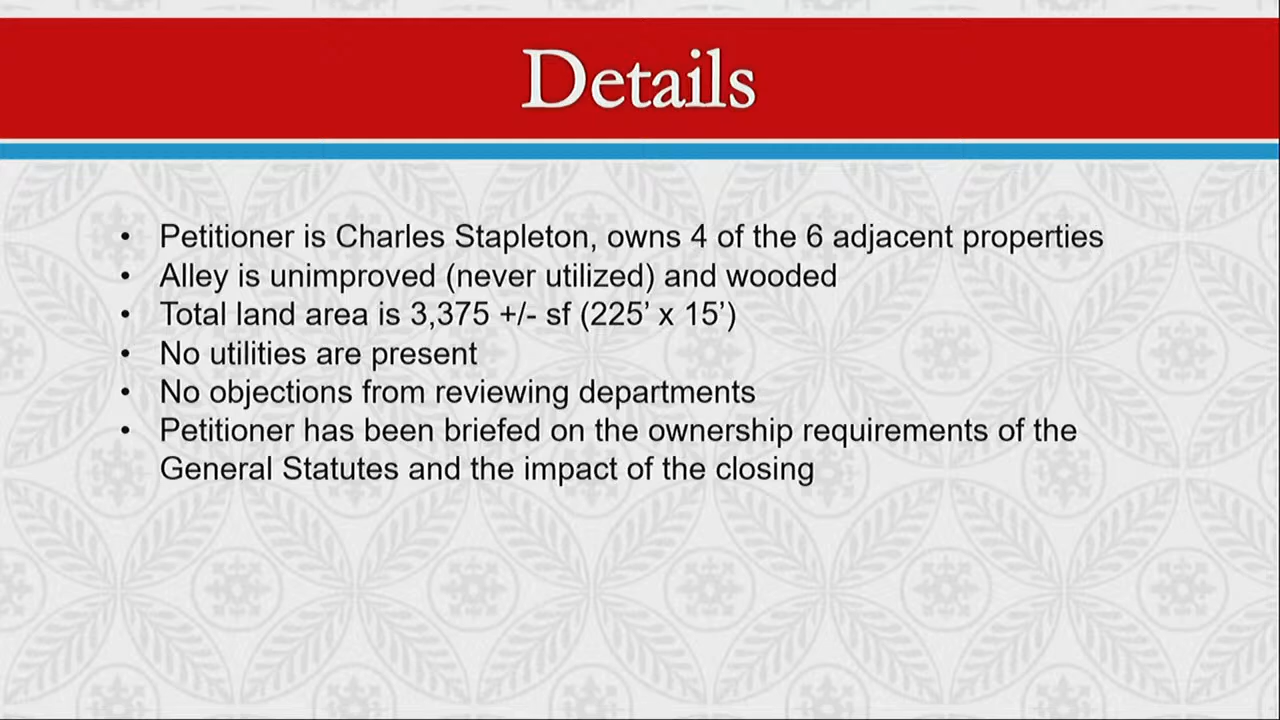 Details
• Petitioner is Charles Stapleton, owns 4 of the 6 adjacent properties
• Alley is unimproved (never utilized) and wooded
• Total land area is 3,375 +/- sf (225’ x 15’)
• No utilities are present
• No objections from reviewing departments
• Petitioner has been briefed on the ownership requirements of the
General Statutes and the impact of the closing